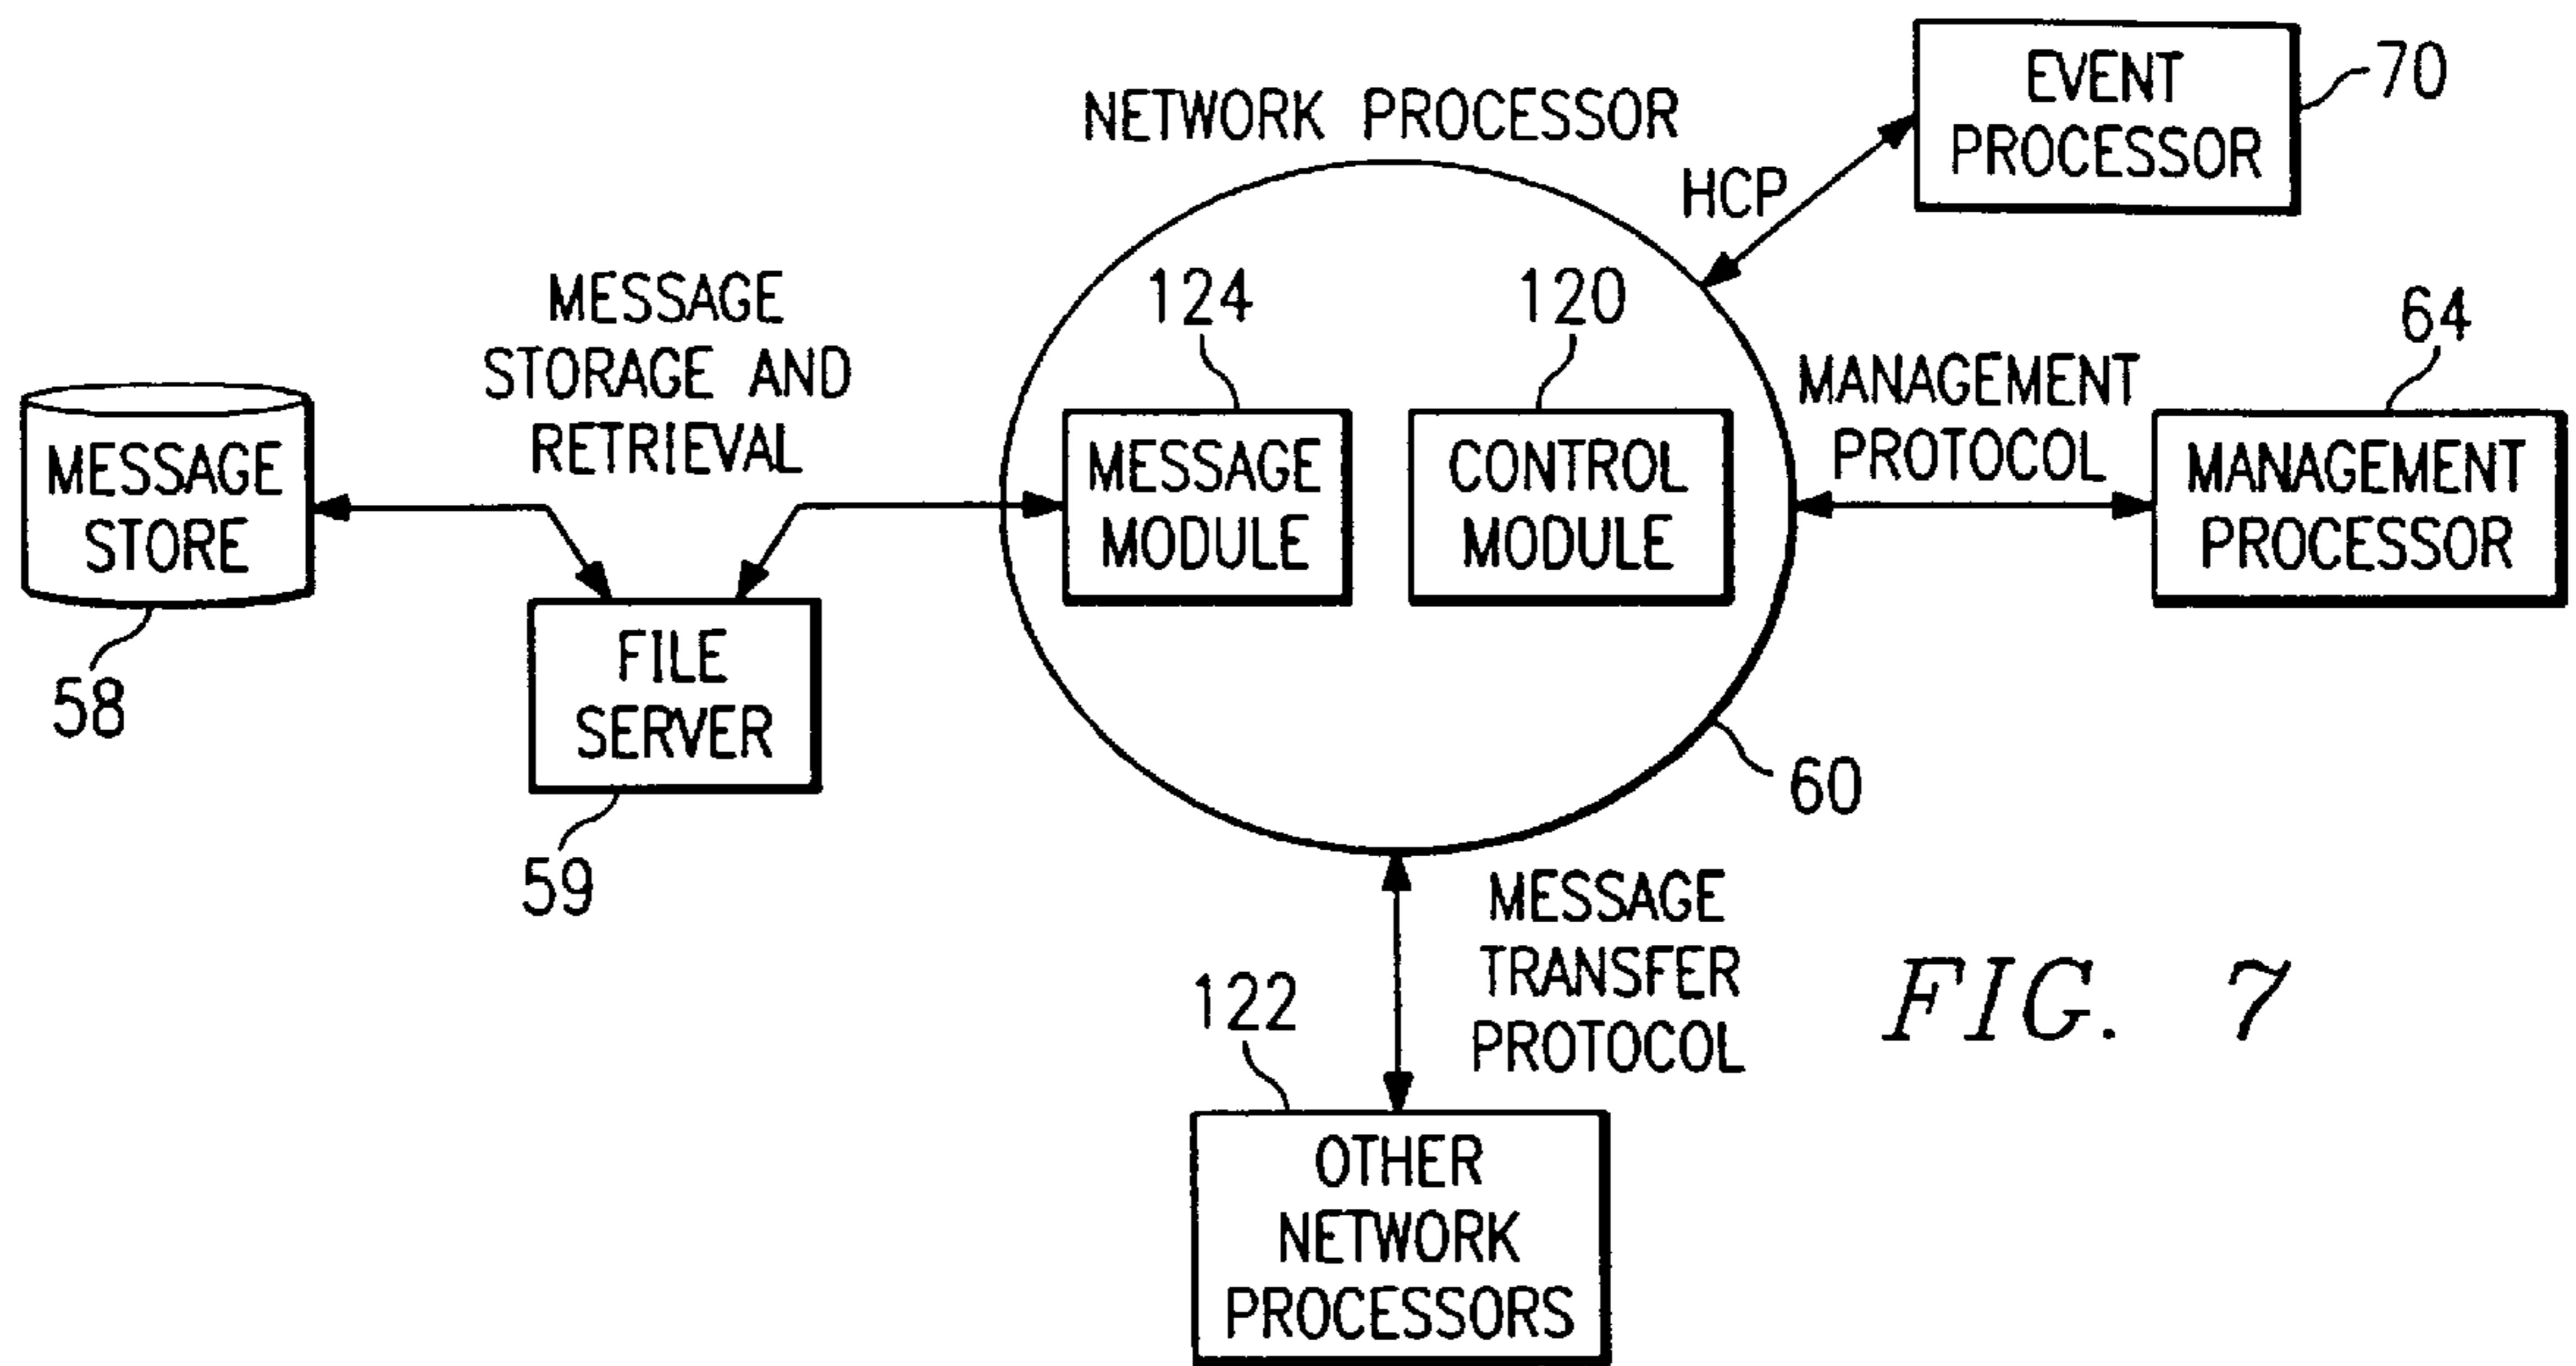 EVENT
PROCESSOR
70
NETWORK PROCESSOR
HCP
MESSAGE
STORAGE AND
RETRIEVAL
124
120
64
MANAGEMENT
PROTOCOL
MESSAGE
STORE
MESSAGE
MODULE
CONTROL
MODULE
MANAGEMENT
PROCESSOR
58
FILE
SERVER
59
60
MESSAGE
TRANSFER
PROTOCOL
122
OTHER
NETWORK
PROCESSORS
FIG. 7